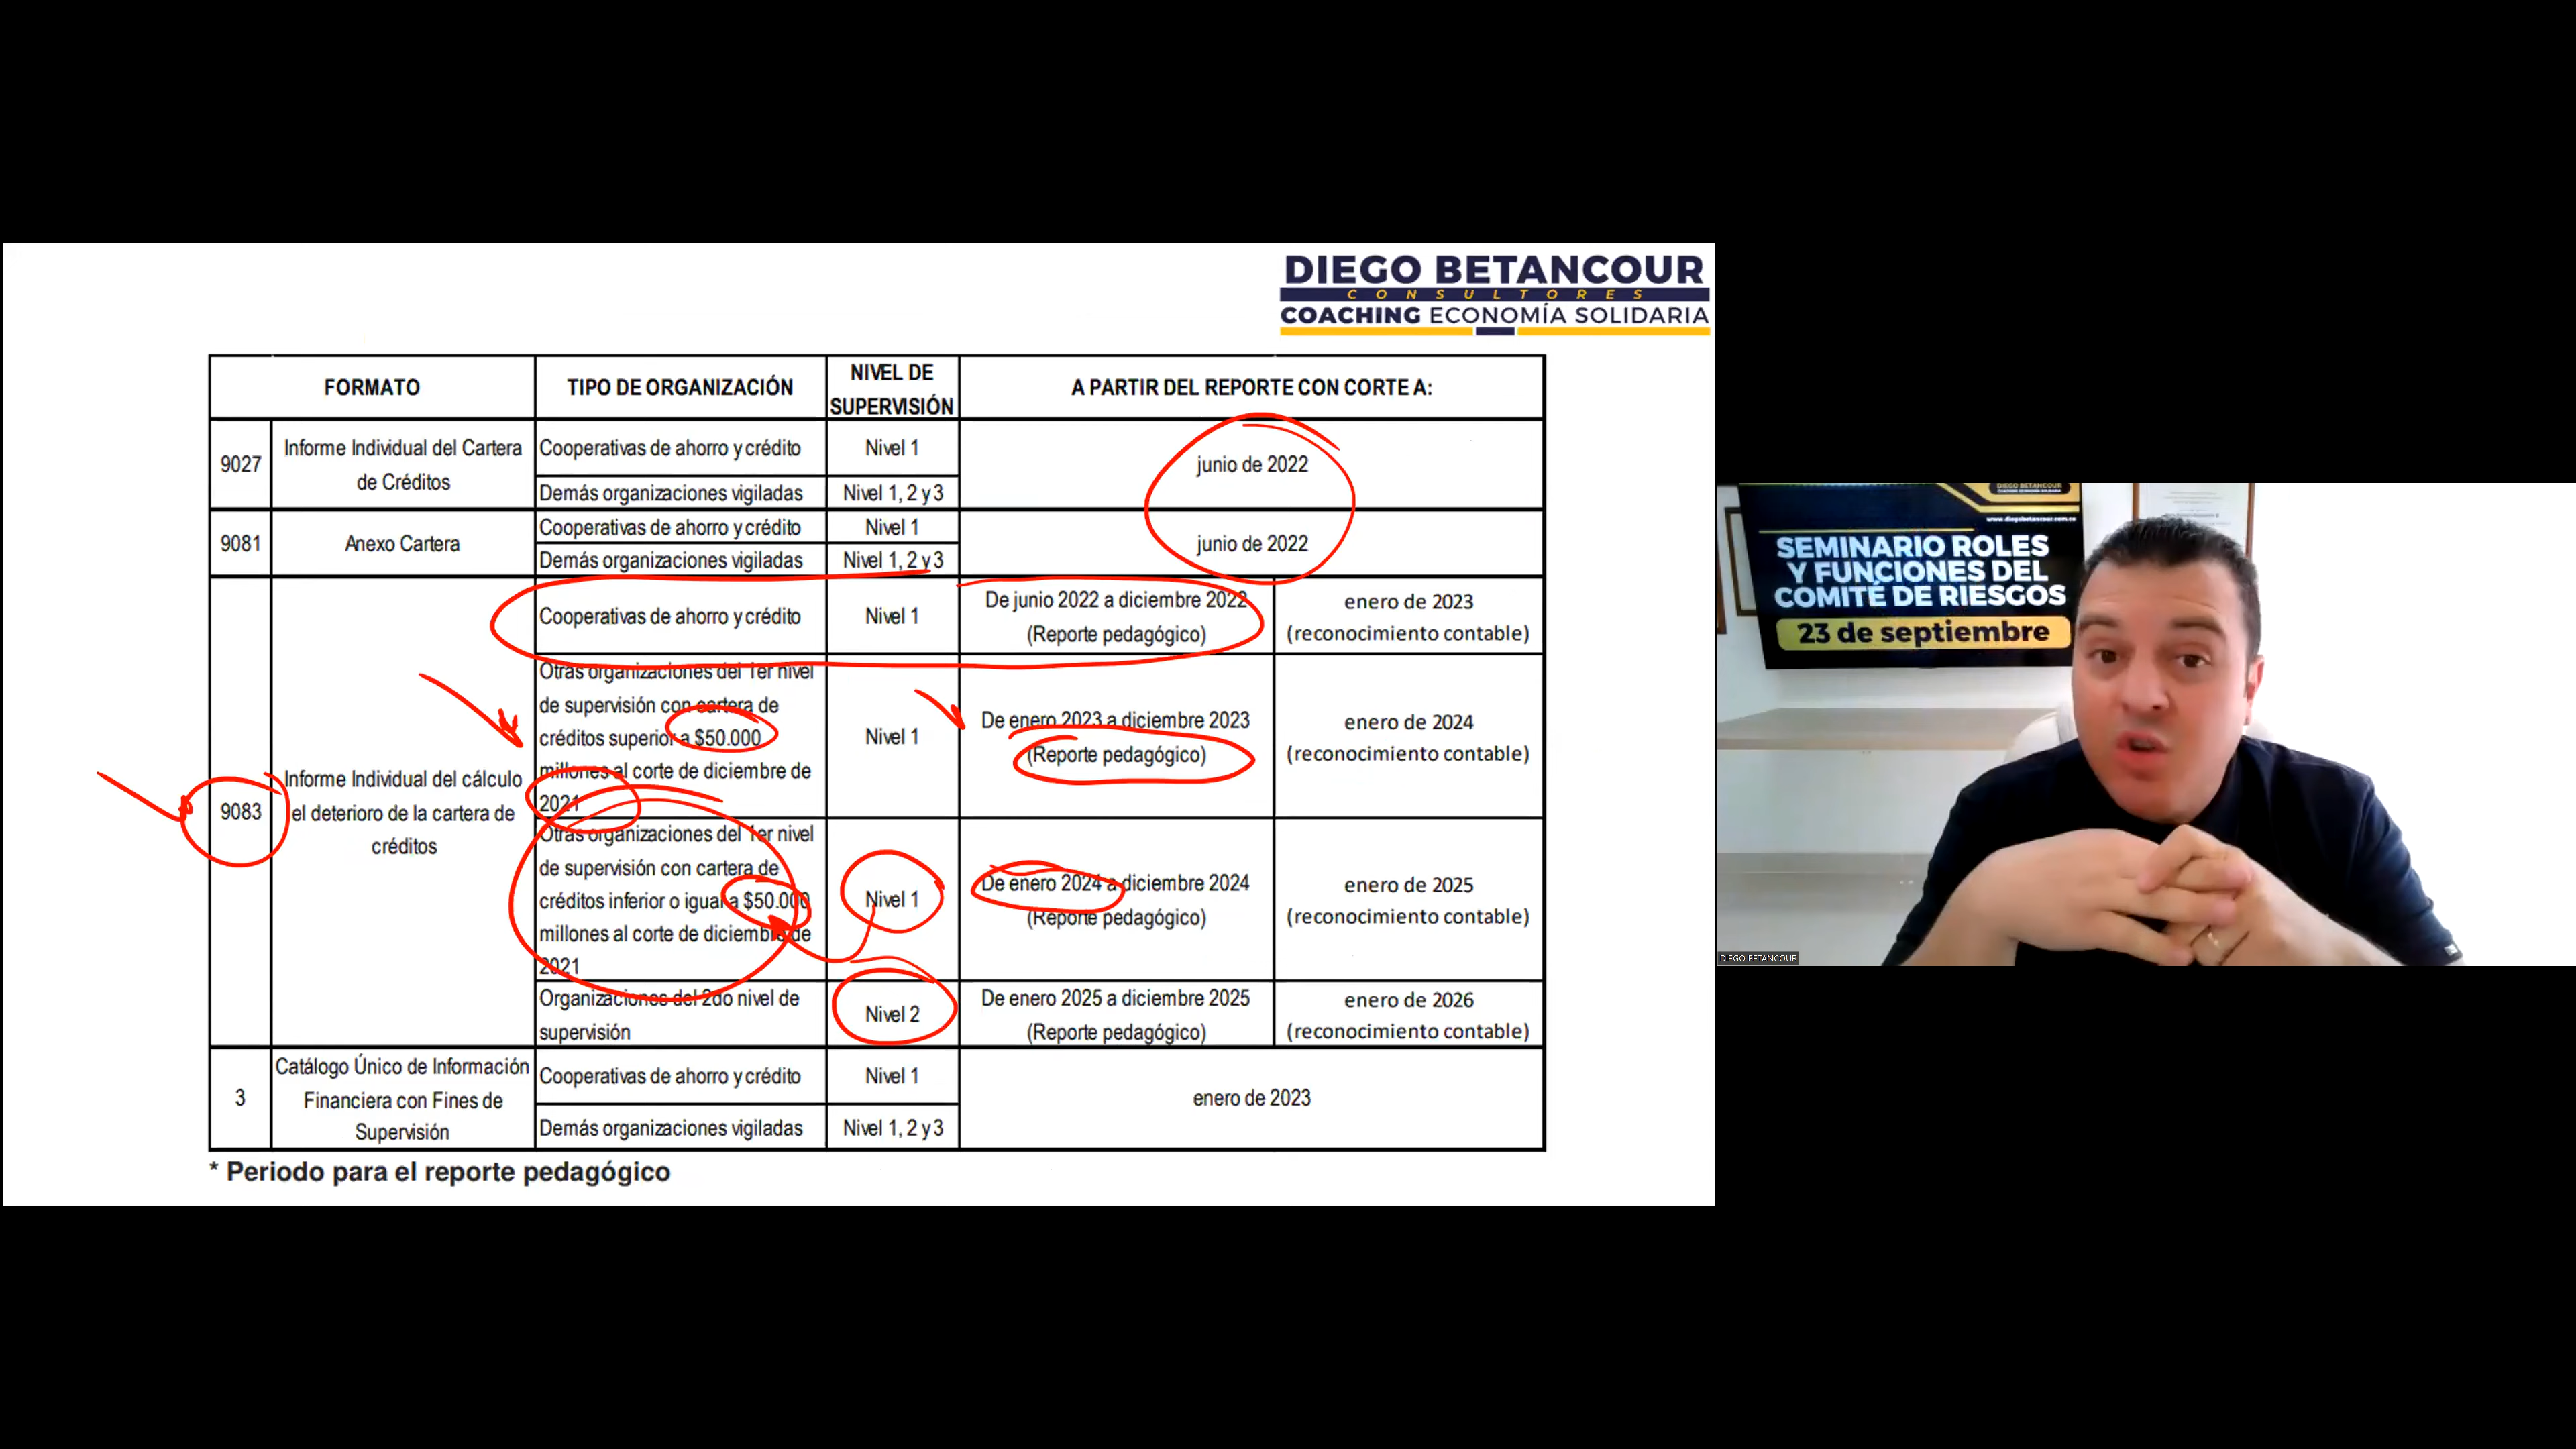 DIEGO BETANCOUR
CONSULTORES
COACHING ECONOMÍA SOLIDARIA
FORMATO
TIPO DE ORGANIZACIÓN
NIVEL DE
SUPERVISIÓN
A PARTIR DEL REPORTE CON CORTE A:
9027
Informe Individual del Cartera
de Créditos
Cooperativas de ahorro y crédito
Nivel 1
Demás organizaciones vigiladas
Nivel 1, 2 y 3
junio de 2022
9081
Anexo Cartera
Cooperativas de ahorro y crédito
Nivel 1
Demás organizaciones vigiladas
Nivel 1, 2 y 3
junio de 2022
9083
Informe Individual del cálculo
el deterioro de la cartera de
créditos
Cooperativas de ahorro y crédito
Nivel 1
De junio 2022 a diciembre 2022
(Reporte pedagógico)
enero de 2023
(reconocimiento contable)
Otras organizaciones del 1er nivel
de supervisión con cartera de
créditos superior a $50.000
millones al corte de diciembre de
2021
Nivel 1
De enero 2023 a diciembre 2023
(Reporte pedagógico)
enero de 2024
(reconocimiento contable)
Otras organizaciones del 1er nivel
de supervisión con cartera de
créditos inferior o igual a $50.000
millones al corte de diciembre de
2021
Nivel 1
De enero 2024 a diciembre 2024
(Reporte pedagógico)
enero de 2025
(reconocimiento contable)
Organizaciones del 2do nivel de
supervisión
Nivel 2
De enero 2025 a diciembre 2025
(Reporte pedagógico)
enero de 2026
(reconocimiento contable)
3
Catálogo Único de Información
Financiera con Fines de
Supervisión
Cooperativas de ahorro y crédito
Nivel 1
Demás organizaciones vigiladas
Nivel 1, 2 y 3
enero de 2023
* Periodo para el reporte pedagógico
DIEGO BETANCOUR
www.diegobetancour.com.co
SEMINARIO ROLES
Y FUNCIONES DEL
COMITÉ DE RIESGOS
23 de septiembre
DIEGO BETANCOUR